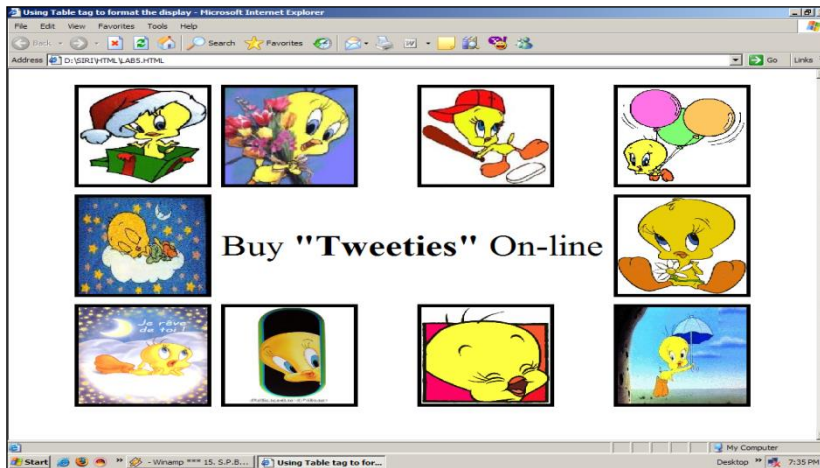 Using Table tag to format the display - Microsoft Internet Explorer
File Edit View Favorites Tools Help
Back Search Favorites
Address D:\SIRI\HTML\LAB5.HTML Go Links
Buy "Tweeties" On-line
Je rêve
de toi !
My Computer
Start - Winamp *** 15. S.P.B... Using Table tag to for... Desktop 7:35 PM